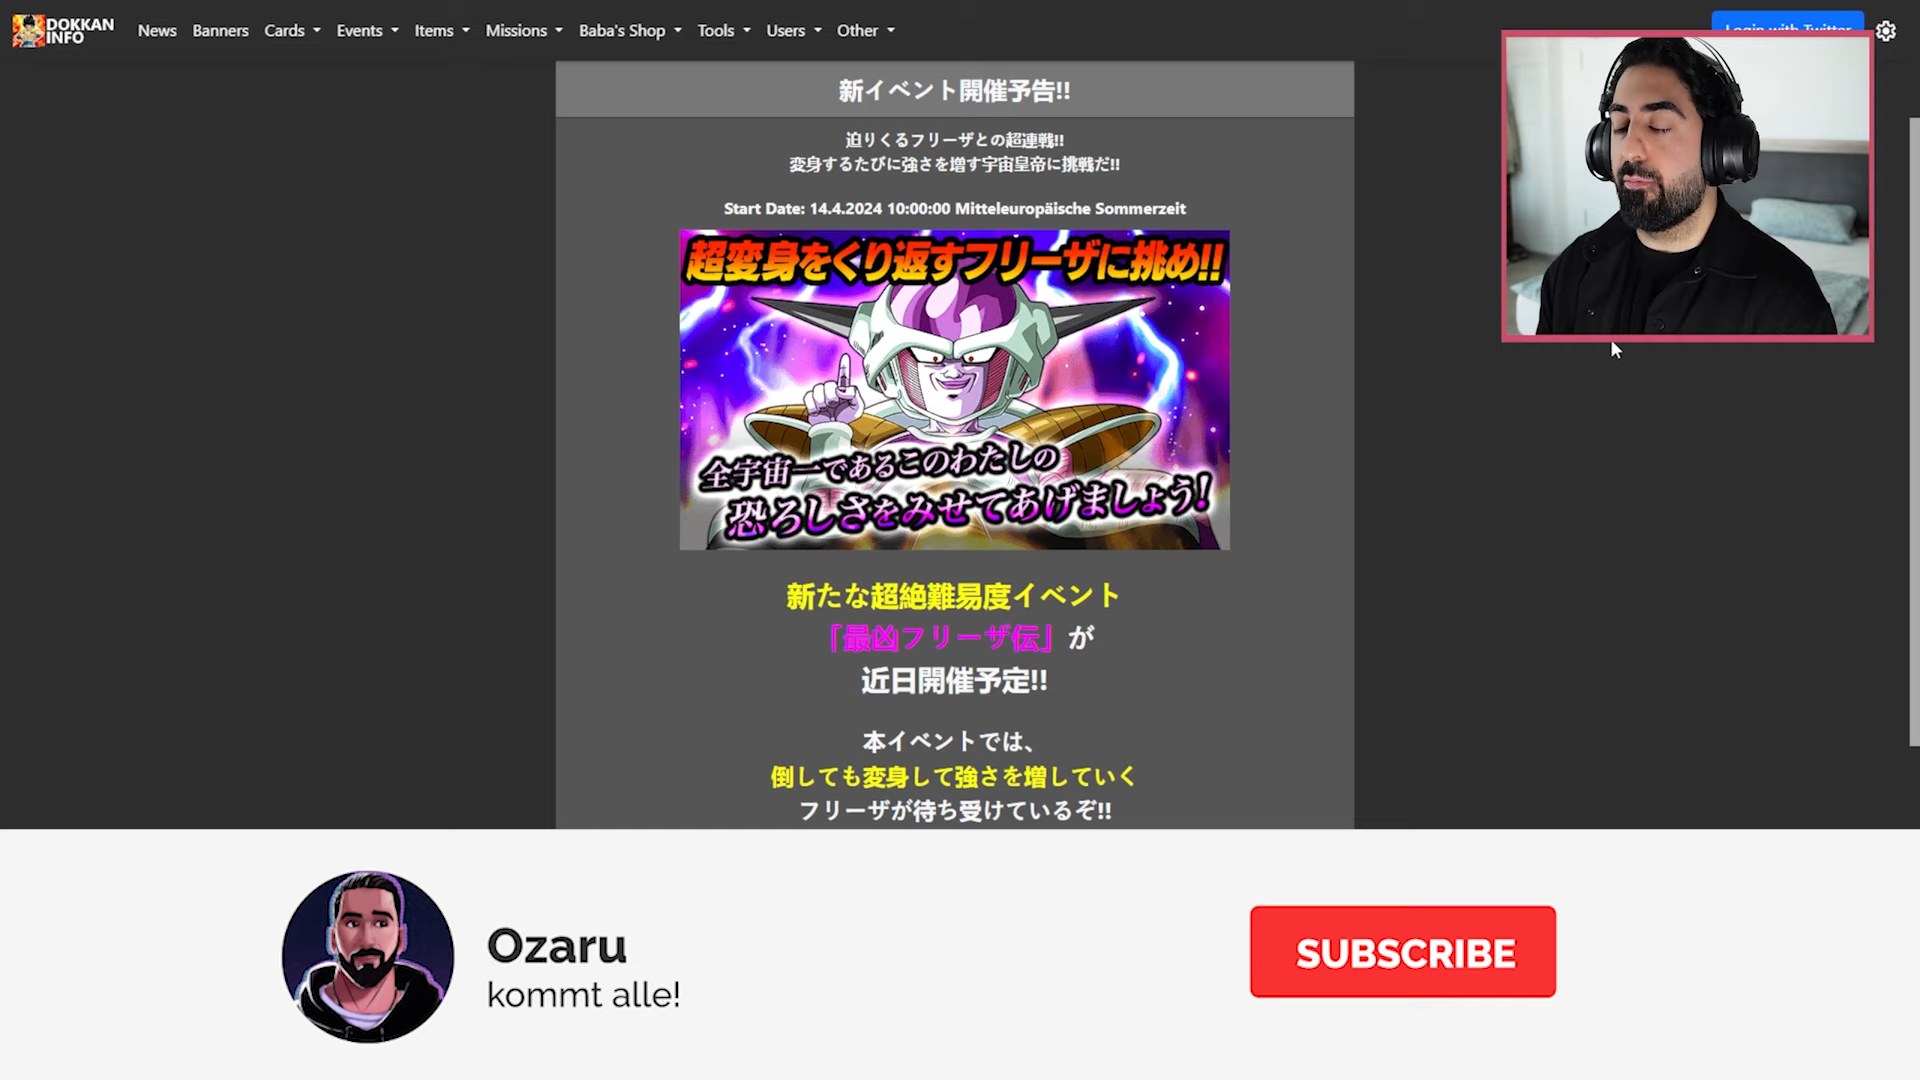 DOKKAN
INFO
News
Banners
Cards
Events
Items
Missions
Baba's Shop
Tools
Users
Other
Login with Twitter
新イベント開催予告!!
迫りくるフリーザとの超連戦!!
変身するたびに強さを増す宇宙皇帝に挑戦だ!!
Start Date: 14.4.2024 10:00:00 Mitteleuropäische Sommerzeit
超変身をくり返すフリーザに挑め!!
全宇宙一であるこのわたしの
恐ろしさをみせてあげましょう!
新たな超絶難易度イベント
「最凶フリーザ伝」が
近日開催予定!!
本イベントでは、
倒しても変身して強さを増していく
フリーザが待ち受けているぞ!!
Ozaru
kommt alle!
SUBSCRIBE